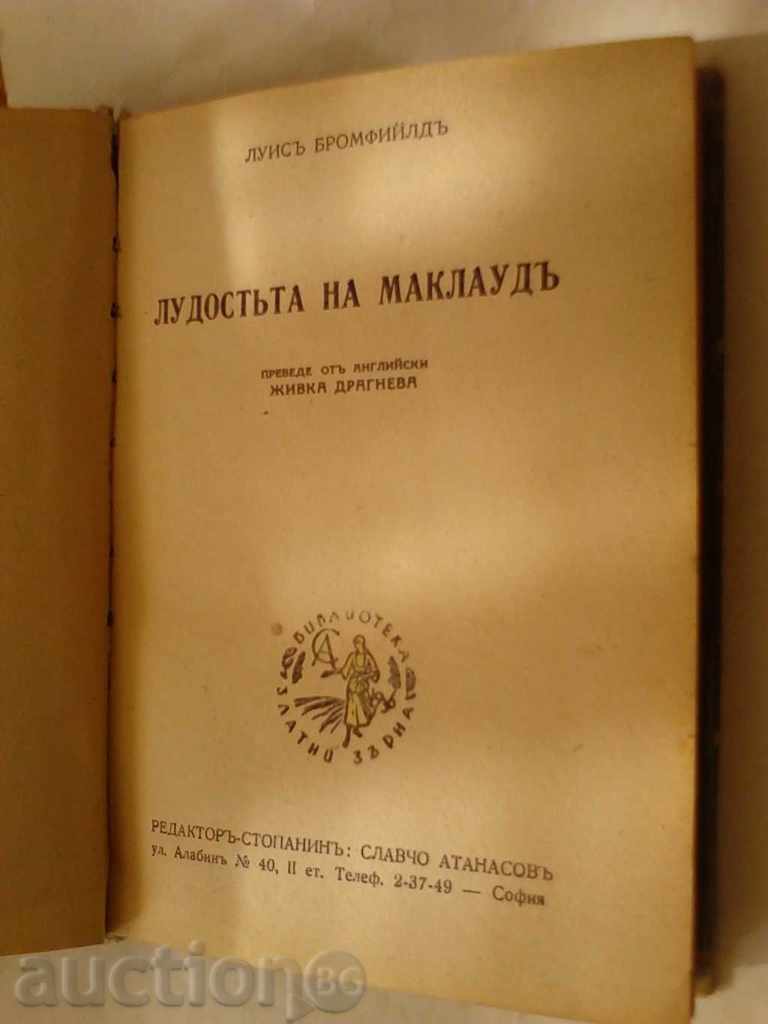 ЛУИСЪ БРОМФИЙЛДЪ
ЛУДОСТЬТА НА МАКЛАУДЪ
ПРЕВЕДЕ ОТЪ АНГЛИЙСКИ
ЖИВКА ДРАГНЕВА
БИБЛИОТЕКА
СА
ЗЛАТНИ ЗЪРНА
РЕДАКТОРЪ-СТОПАНИНЪ: СЛАВЧО АТАНАСОВЪ
ул. Алабинъ № 40, II ет. Телеф. 2-37-49 — София
auction BG